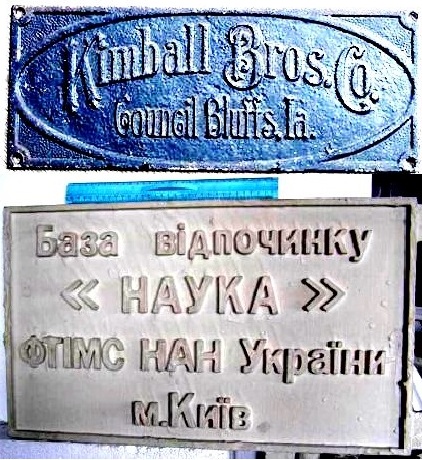 Kimball Bros. Co.
Council Bluffs, Ia.
База відпочинку
« НАУКА »
ФТІМС НАН України
м.Київ